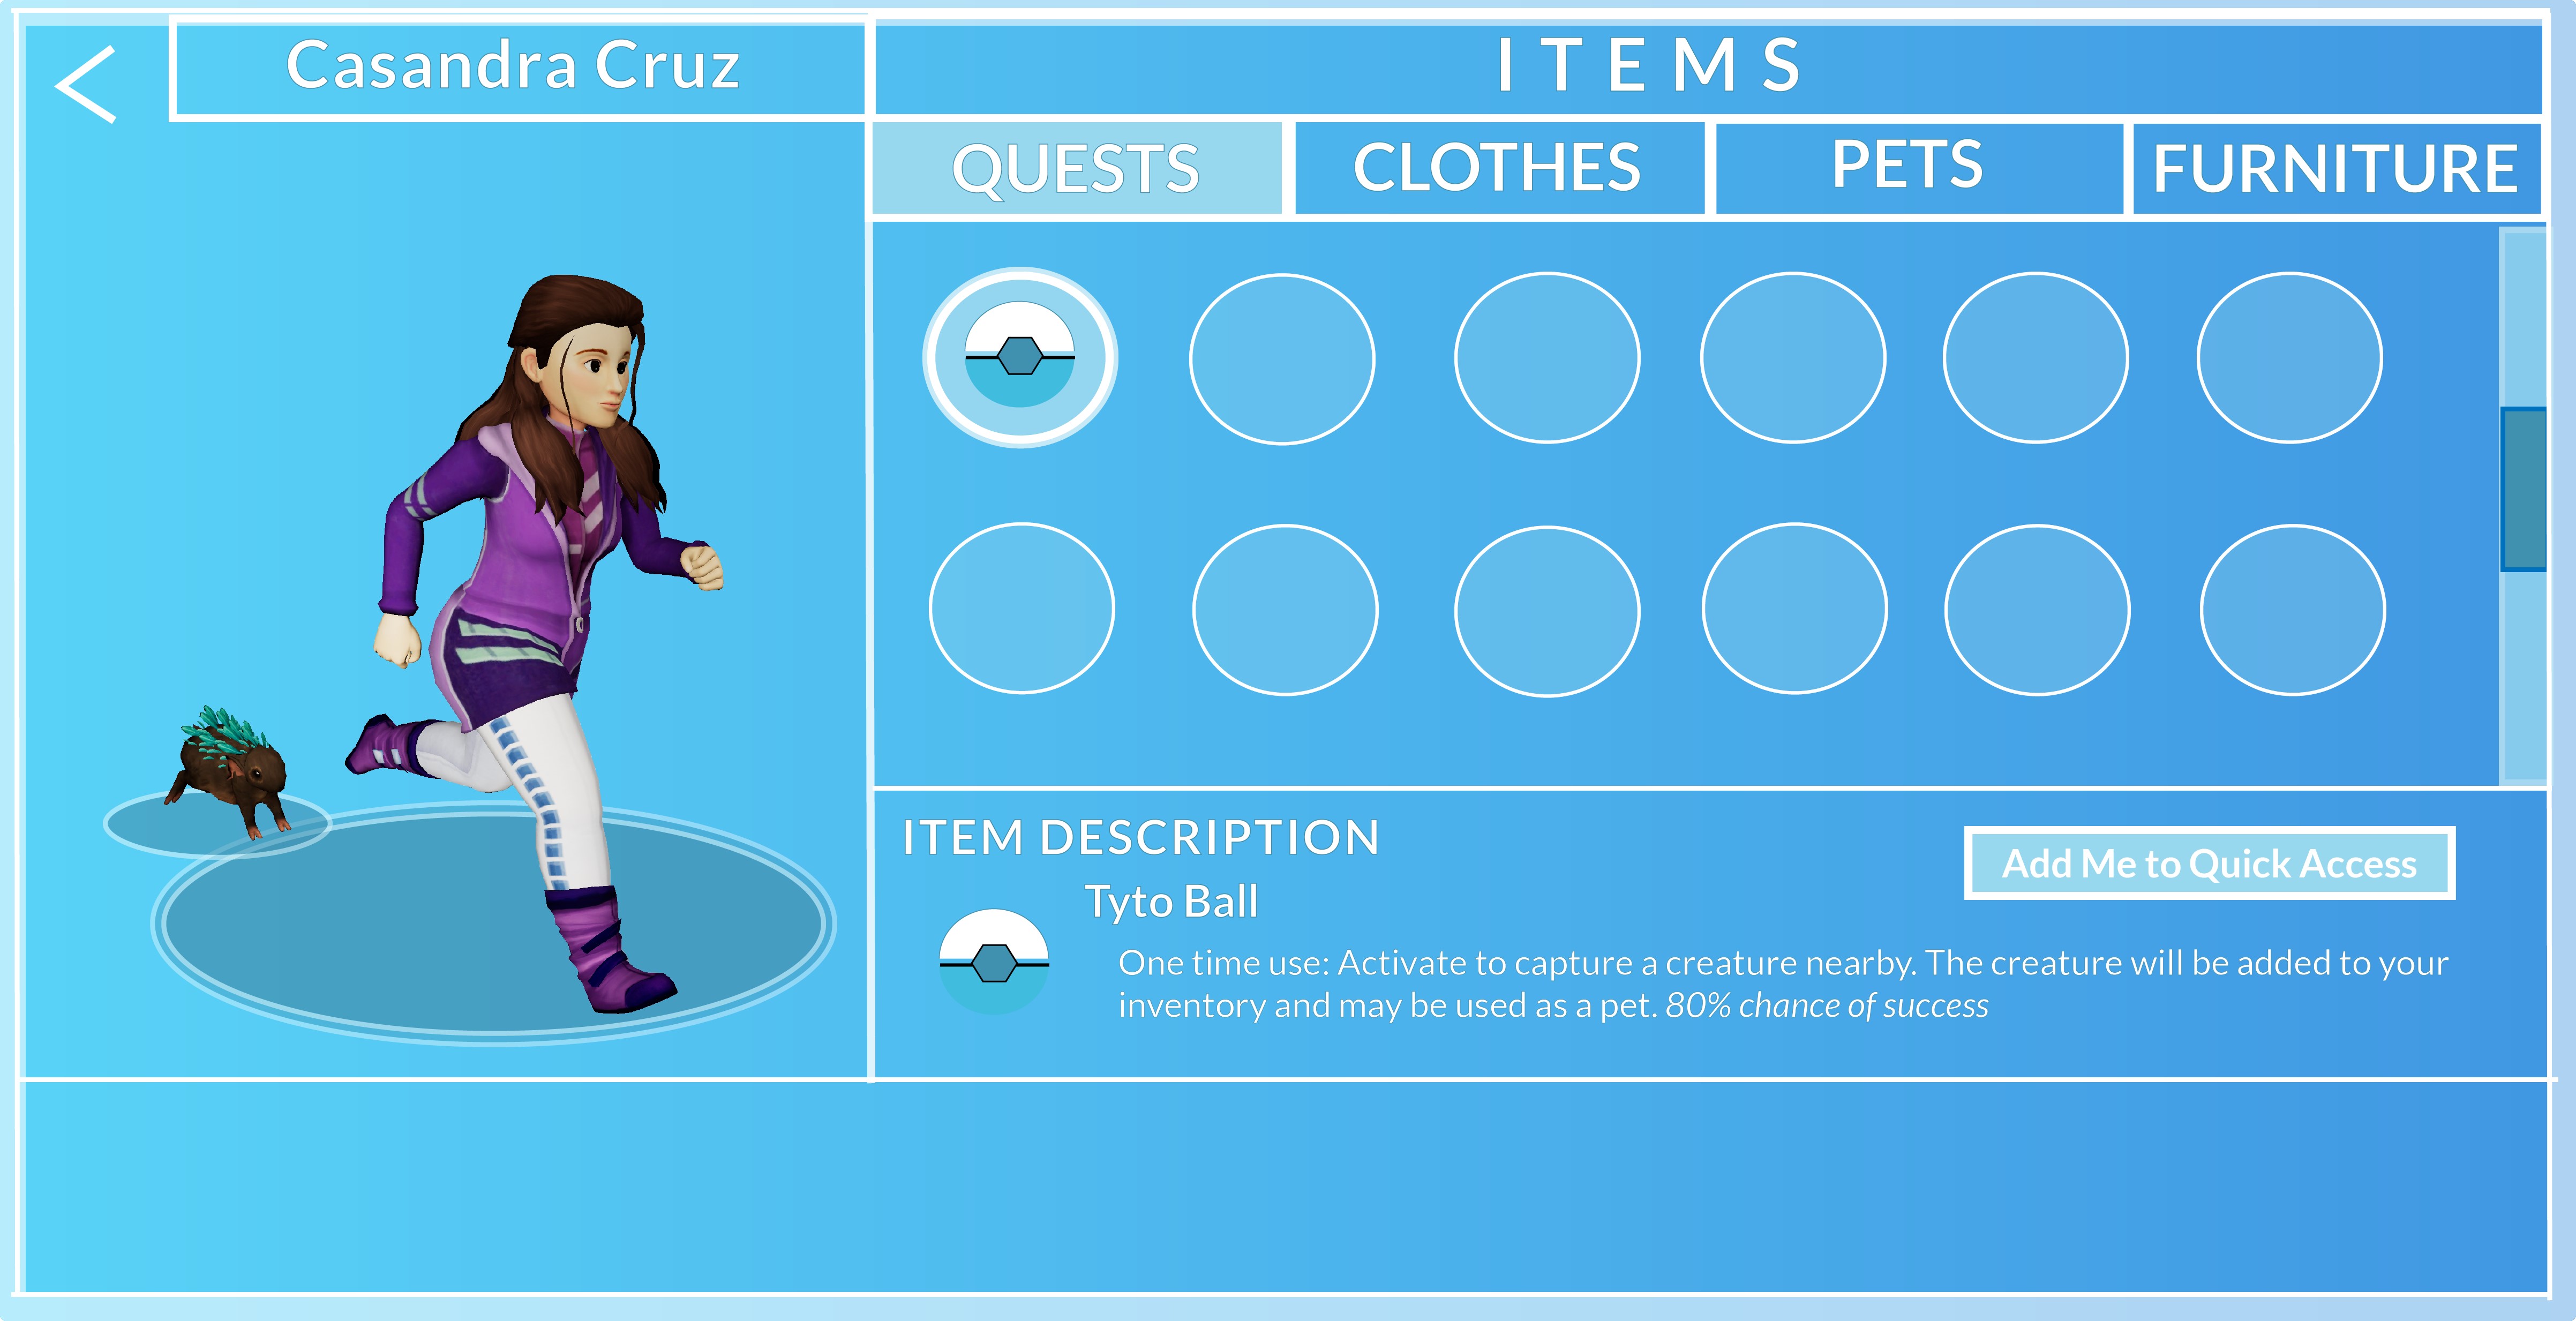 Casandra Cruz
ITEMS
QUESTS
CLOTHES
PETS
FURNITURE
ITEM DESCRIPTION
Add Me to Quick Access
Tyto Ball
One time use: Activate to capture a creature nearby. The creature will be added to your
inventory and may be used as a pet. 80% chance of success